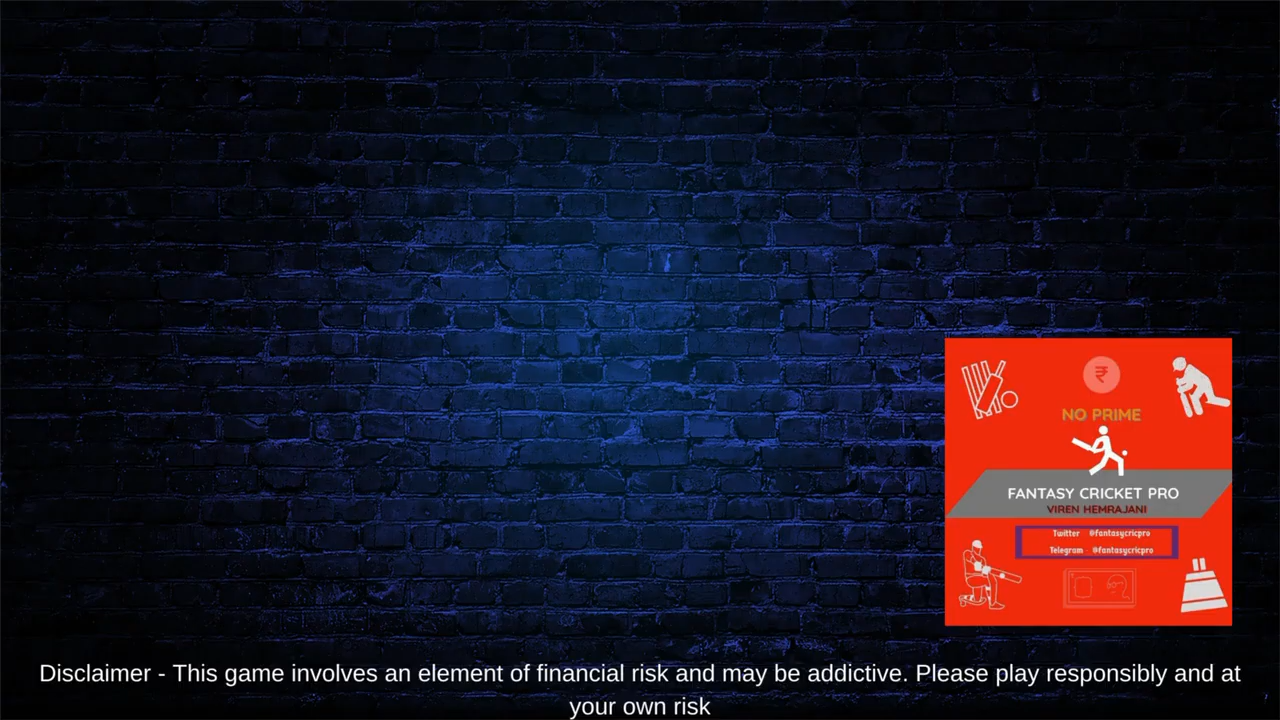 ₹
NO PRIME
FANTASY CRICKET PRO
VIREN HEMRAJANI
Twitter - @fantasycricpro
Telegram - @fantasycricpro
Disclaimer - This game involves an element of financial risk and may be addictive. Please play responsibly and at
your own risk